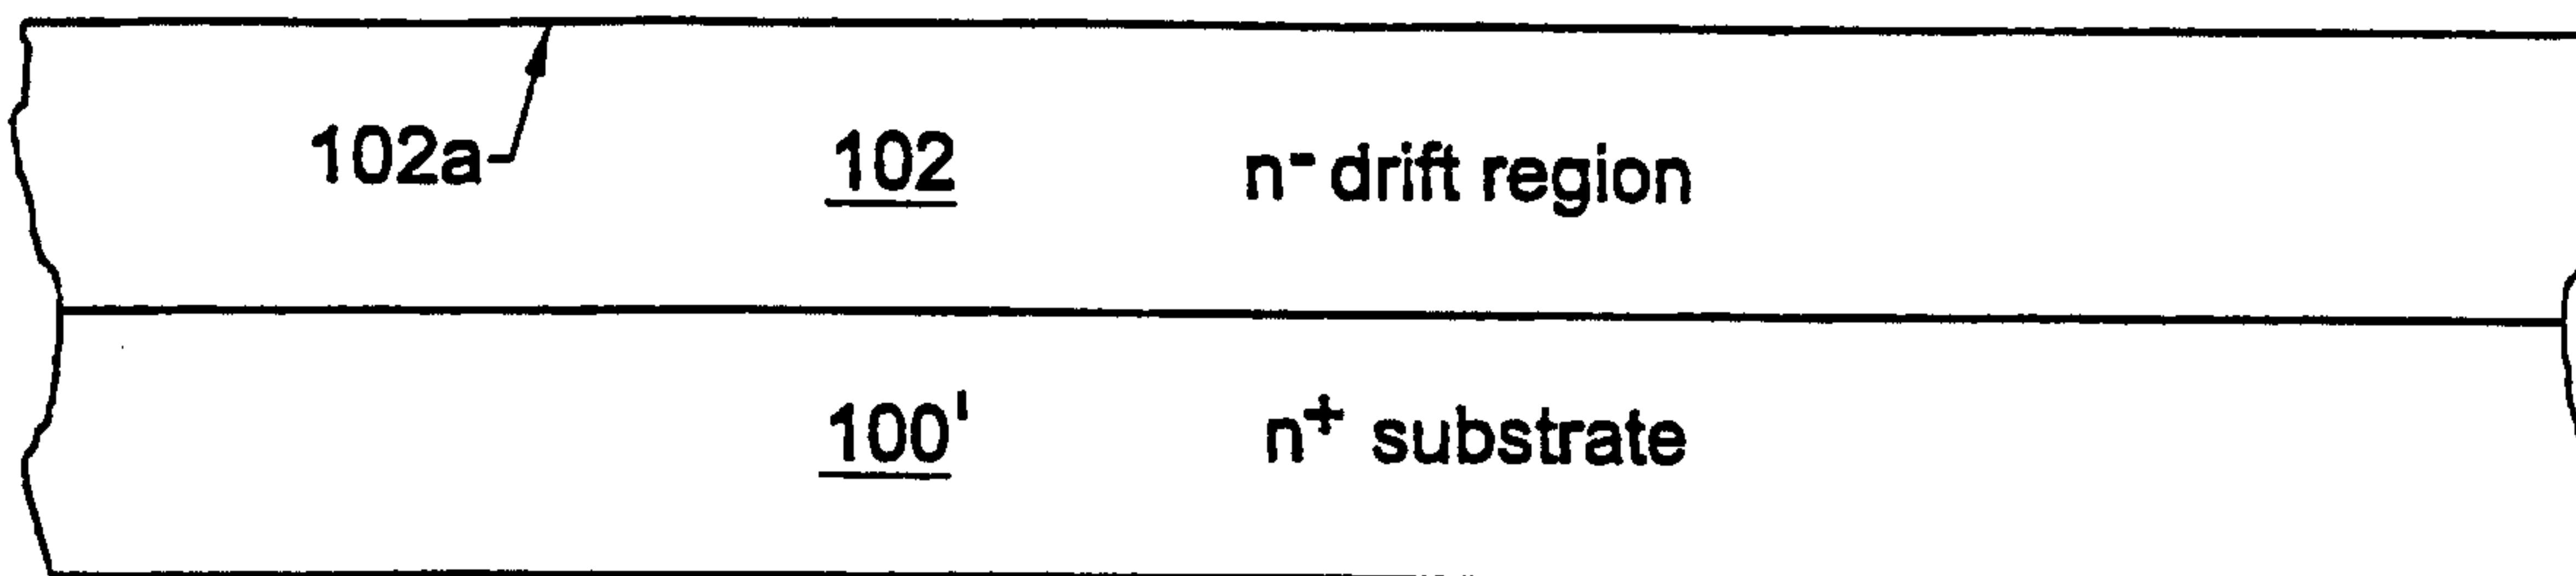 102a
102 n⁻ drift region
100' n⁺ substrate